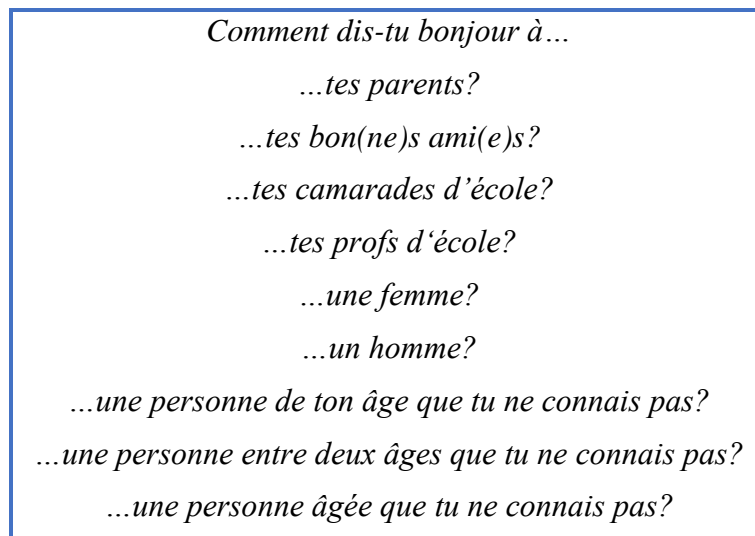 Comment dis-tu bonjour à…
…tes parents?
…tes bon(ne)s ami(e)s?
…tes camarades d’école?
…tes profs d‘école?
…une femme?
…un homme?
…une personne de ton âge que tu ne connais pas?
…une personne entre deux âges que tu ne connais pas?
…une personne âgée que tu ne connais pas?